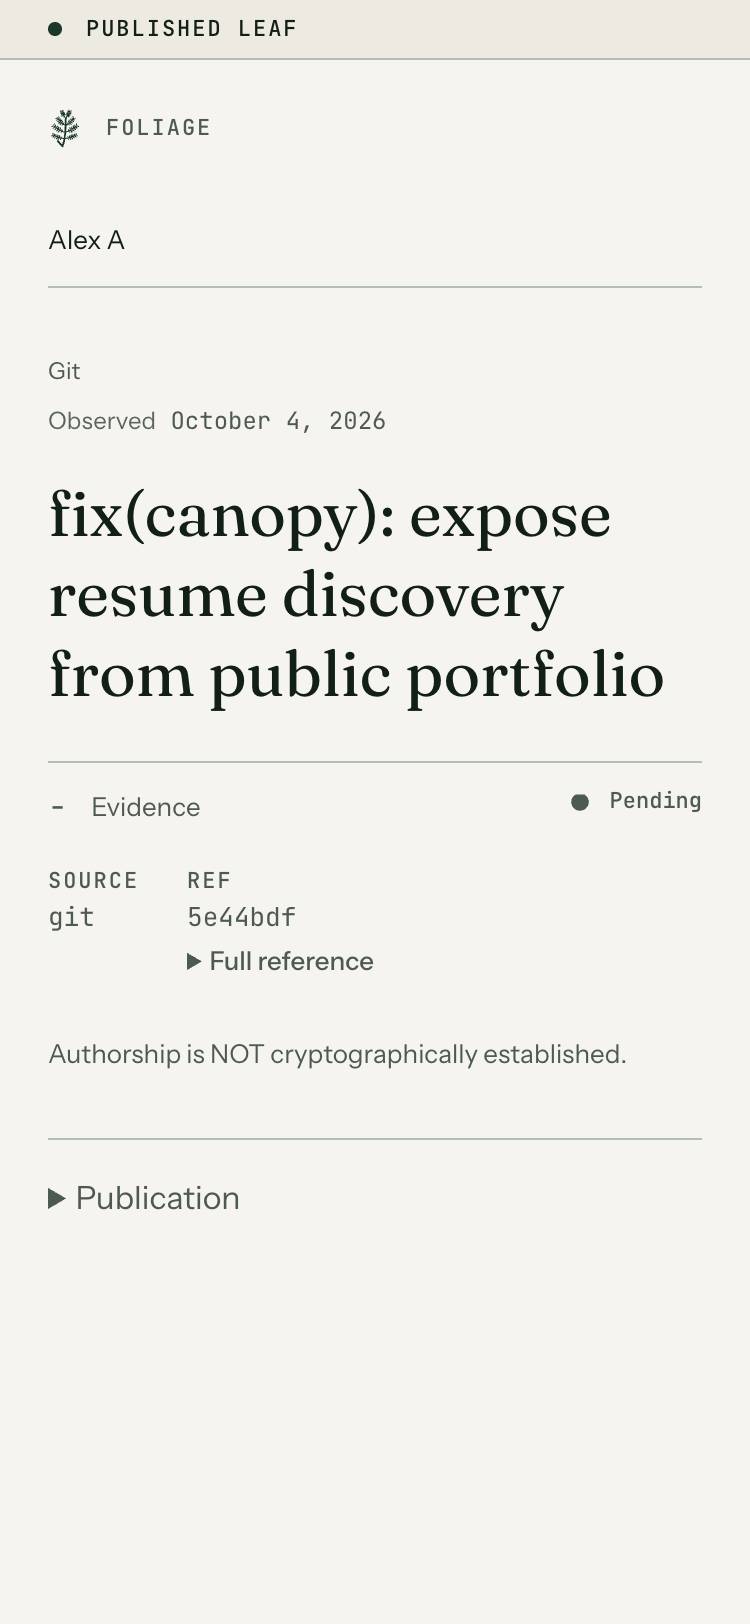 PUBLISHED LEAF
FOLIAGE
Alex A
Git
Observed October 4, 2026
fix(canopy): expose
resume discovery
from public portfolio
- Evidence
Pending
SOURCE REF
git 5e44bdf
Full reference
Authorship is NOT cryptographically established.
Publication